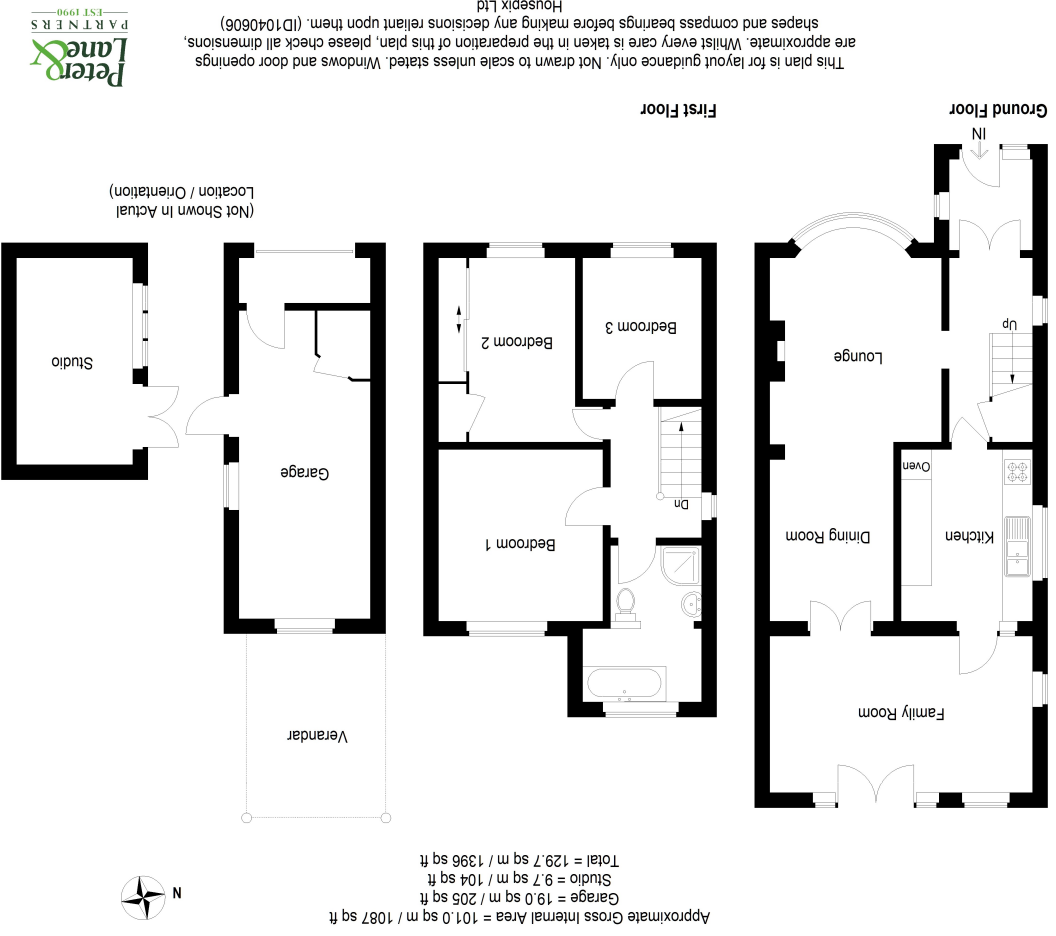 Approximate Gross Internal Area = 101.0 sq m / 1087 sq ft
Garage = 19.0 sq m / 205 sq ft
Studio = 9.7 sq m / 104 sq ft
Total = 129.7 sq m / 1396 sq ft
N
Verandar
Family Room
Kitchen
Dining Room
Oven
Lounge
Up
IN
Ground Floor
Bedroom 1
Dn
Bedroom 2
Bedroom 3
First Floor
Garage
Studio
(Not Shown In Actual
Location / Orientation)
This plan is for layout guidance only. Not drawn to scale unless stated. Windows and door openings
are approximate. Whilst every care is taken in the preparation of this plan, please check all dimensions,
shapes and compass bearings before making any decisions reliant upon them. (ID1040606)
Housepix Ltd
Peter&
Lane
PARTNERS
EST 1990